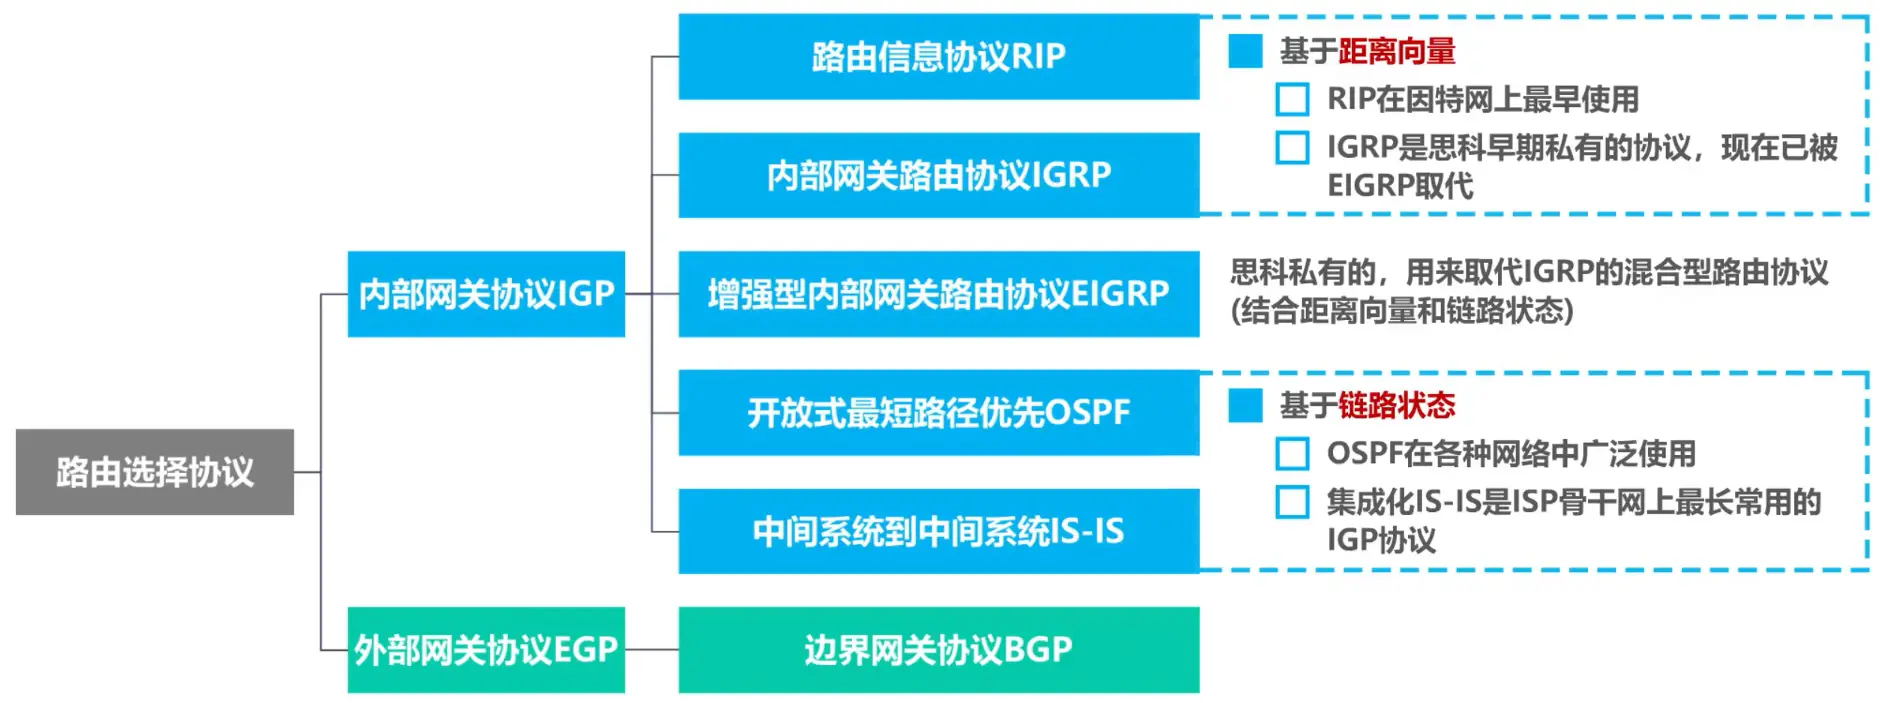 路由信息协议RIP
基于距离向量
RIP在因特网上最早使用
内部网关路由协议IGRP
IGRP是思科早期私有的协议，现在已被
EIGRP取代
内部网关协议IGP
增强型内部网关路由协议EIGRP
思科私有的，用来取代IGRP的混合型路由协议
(结合距离向量和链路状态)
开放式最短路径优先OSPF
基于链路状态
OSPF在各种网络中广泛使用
路由选择协议
中间系统到中间系统IS-IS
集成化IS-IS是ISP骨干网上最长常用的
IGP协议
外部网关协议EGP
边界网关协议BGP